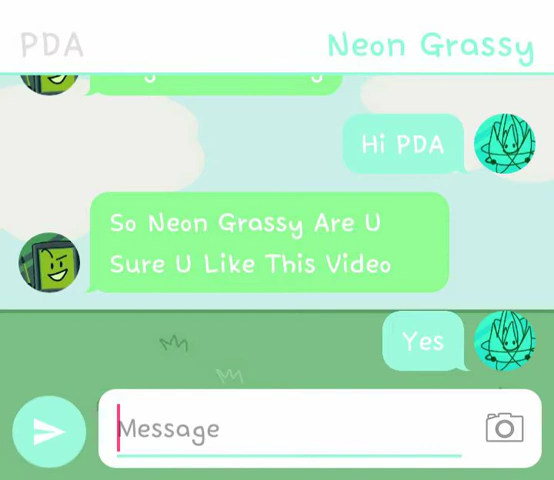 PDA
Neon Grassy
Hi PDA
So Neon Grassy Are U
Sure U Like This Video
Yes
Message